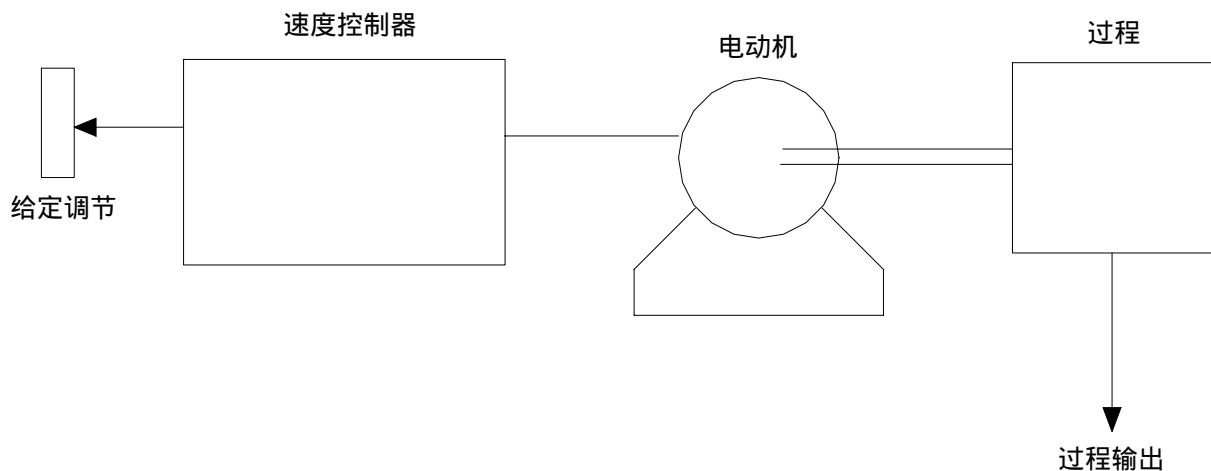 速度控制器
电动机
过程
给定调节
过程输出